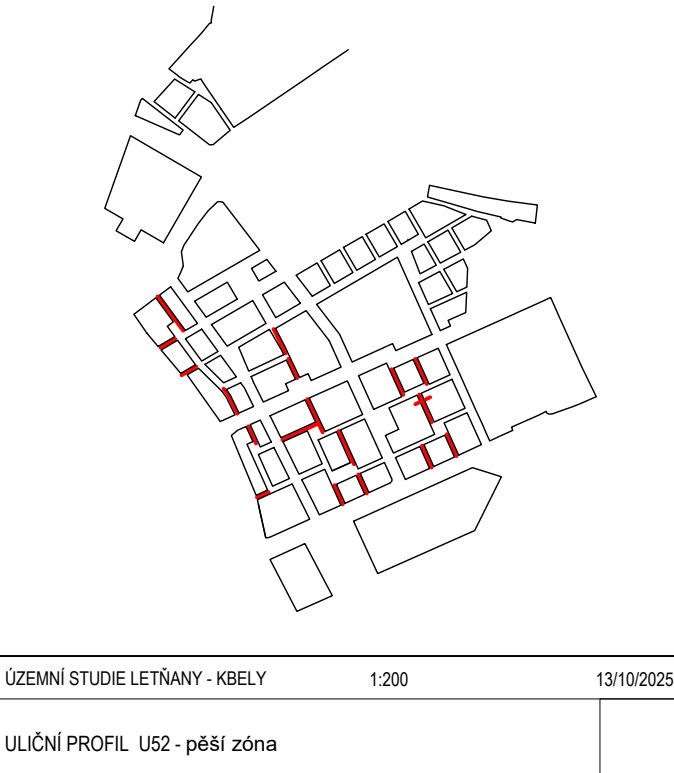 ÚZEMNÍ STUDIE LETŇANY - KBELY 1:200 13/10/2025
ULIČNÍ PROFIL U52 - pěší zóna